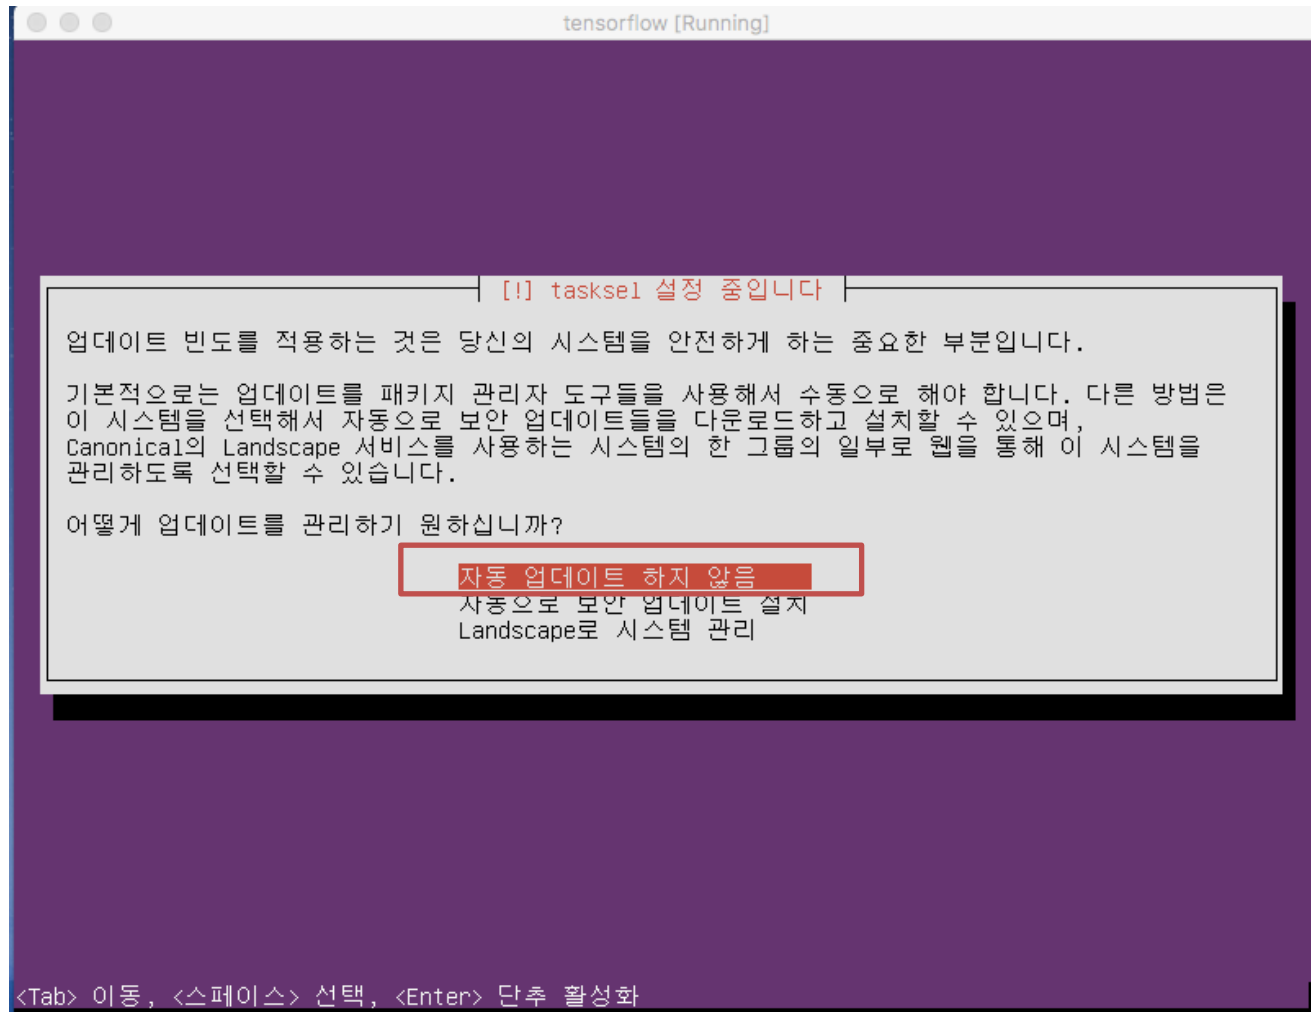 tensorflow [Running]
[!] tasksel 설정 중입니다
업데이트 빈도를 적용하는 것은 당신의 시스템을 안전하게 하는 중요한 부분입니다.
기본적으로는 업데이트를 패키지 관리자 도구들을 사용해서 수동으로 해야 합니다. 다른 방법은
이 시스템을 선택해서 자동으로 보안 업데이트들을 다운로드하고 설치할 수 있으며,
Canonical의 Landscape 서비스를 사용하는 시스템의 한 그룹의 일부로 웹을 통해 이 시스템을
관리하도록 선택할 수 있습니다.
어떻게 업데이트를 관리하기 원하십니까?
자동 업데이트 하지 않음
자동으로 보안 업데이트 설치
Landscape로 시스템 관리
<Tab> 이동, <스페이스> 선택, <Enter> 단추 활성화